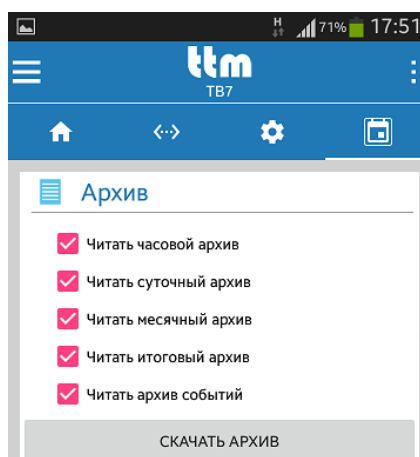 H 71% 17:51
ttm
ТВ7
Архив
Читать часовой архив
Читать суточный архив
Читать месячный архив
Читать итоговый архив
Читать архив событий
СКАЧАТЬ АРХИВ